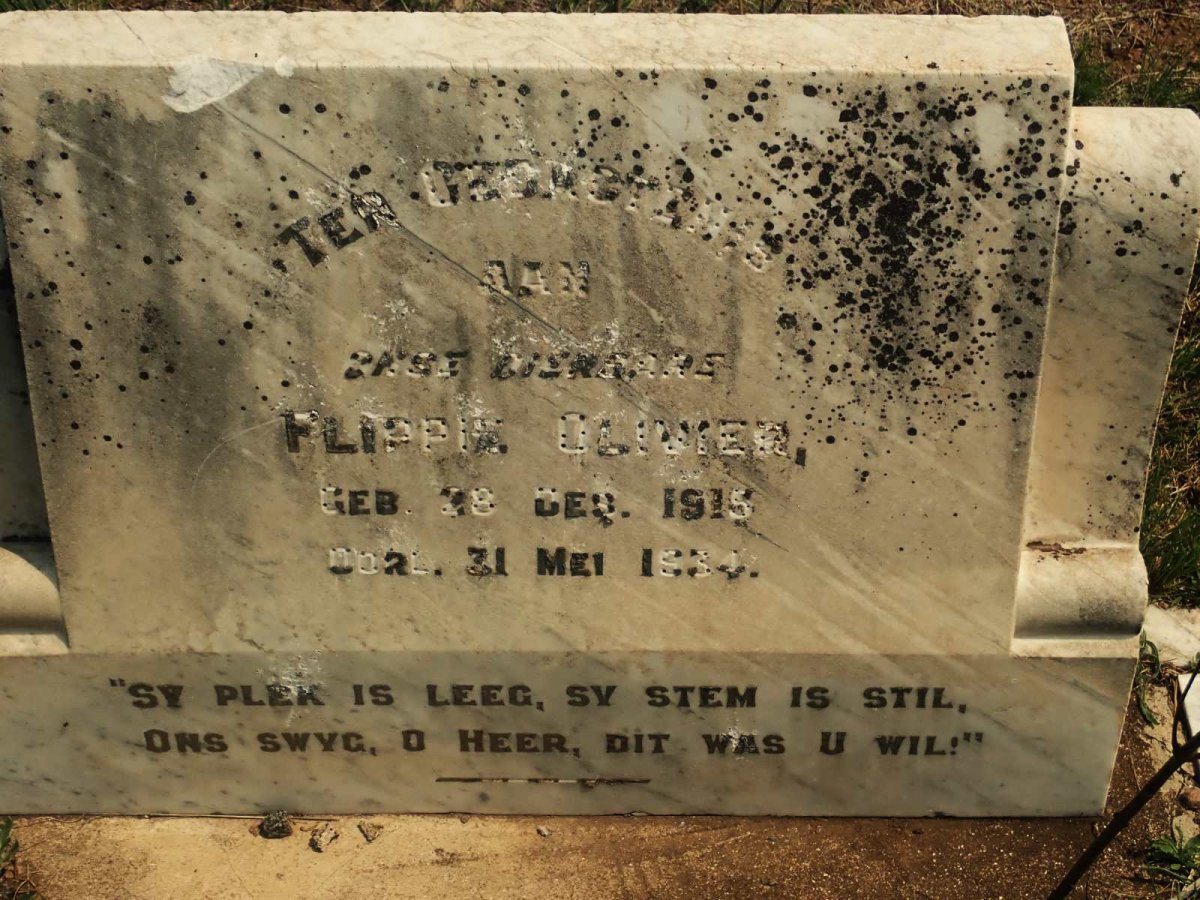 TER GEDAGTENIS
AAN
ONSE DIERBARE
FLIPPIE OLIVIER,
GEB. 28 DES. 1915
OORL. 31 MEI 1934.
"SY PLEK IS LEEG, SY STEM IS STIL,
ONS SWYG, O HEER, DIT WAS U WIL!"